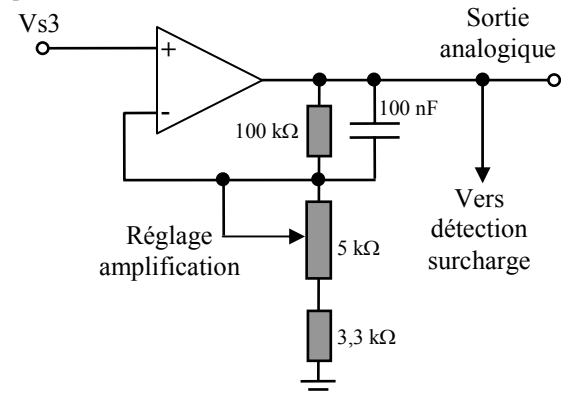 Vs3
Sortie
analogique
+
-
100 kΩ
100 nF
Réglage
amplification
5 kΩ
Vers
détection
surcharge
3,3 kΩ